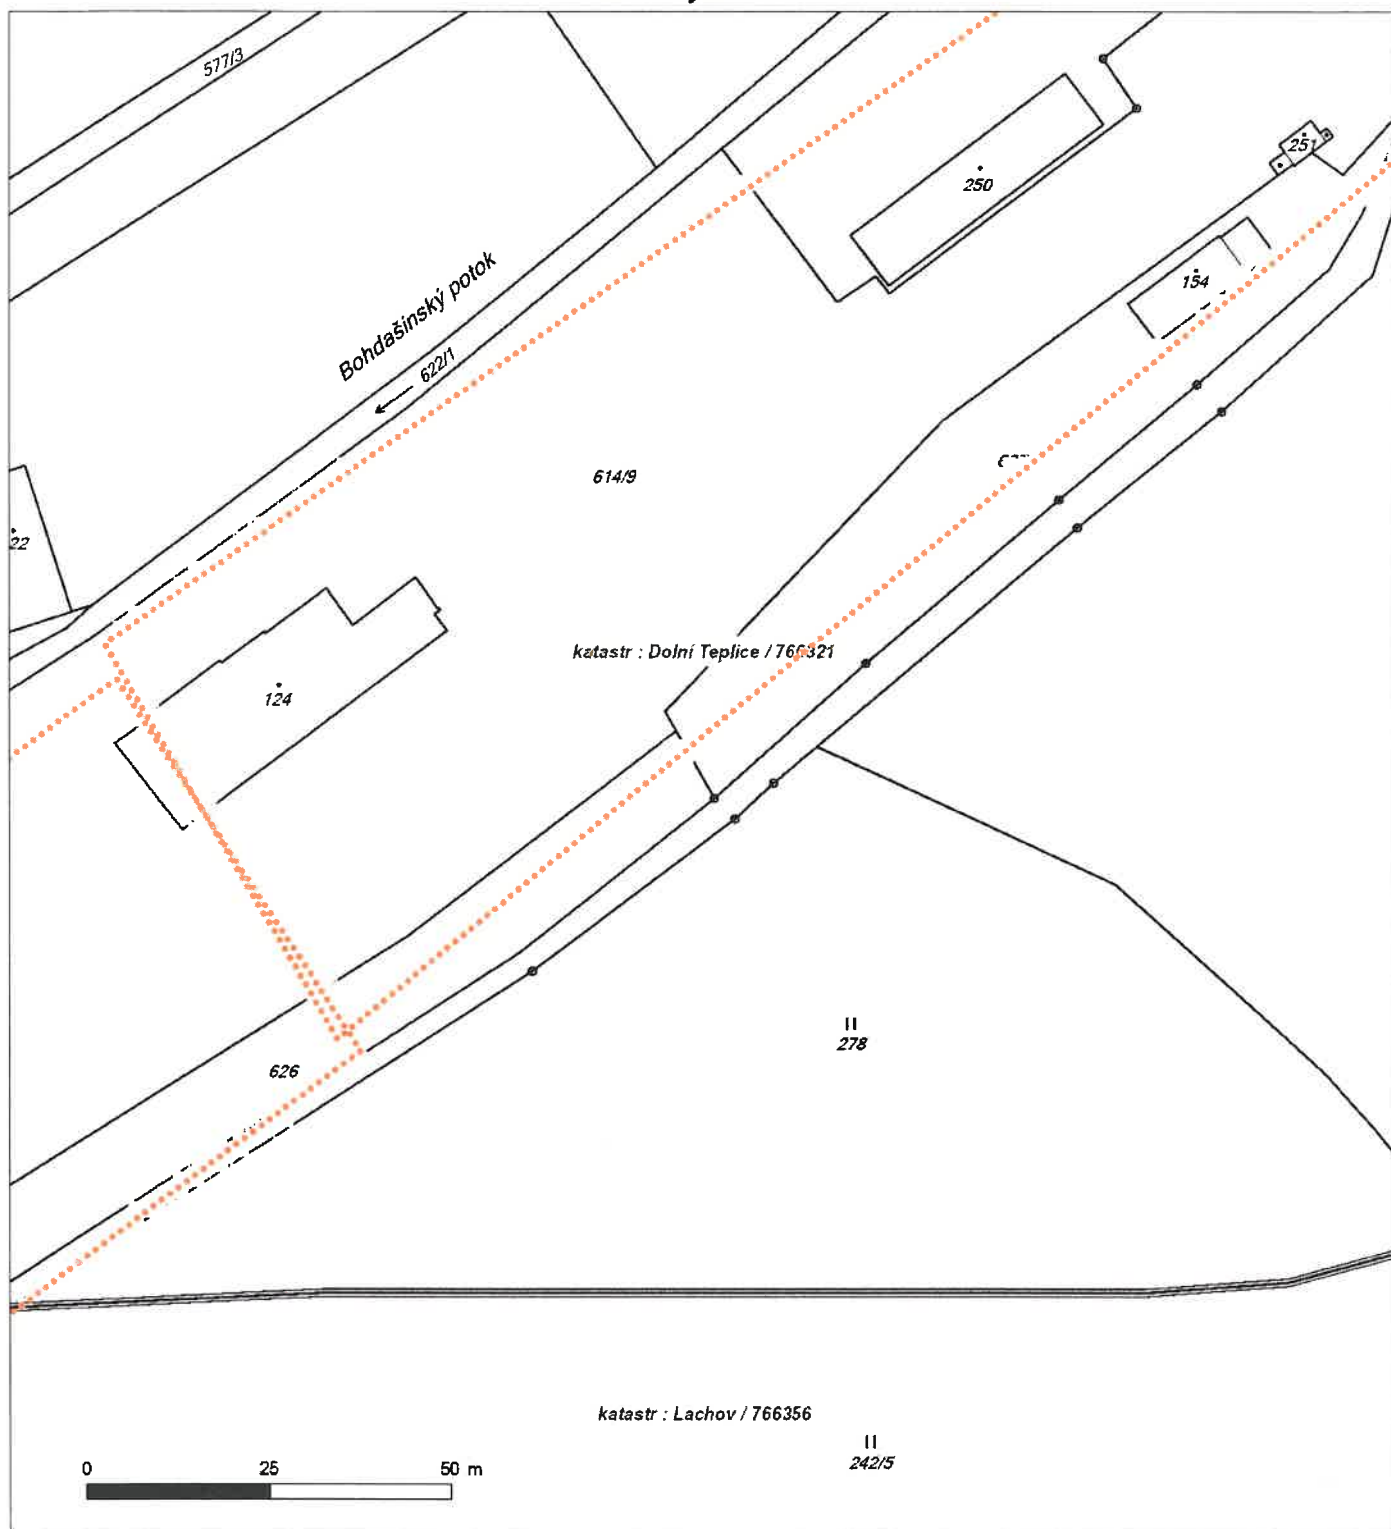 577/3
251
250
154
Bohdašínský potok
622/1
614/9
22
katastr : Dolní Teplice / 766321
124
278
626
katastr : Lachov / 766356
242/5
0 25 50 m